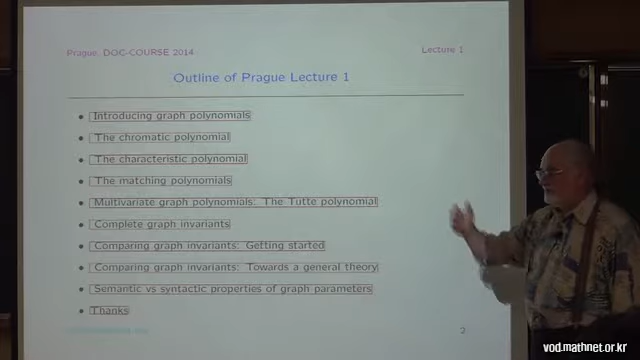 Prague, DOC-COURSE 2014
Lecture 1
Outline of Prague Lecture 1
• Introducing graph polynomials
• The chromatic polynomial
• The characteristic polynomial
• The matching polynomials
• Multivariate graph polynomials: The Tutte polynomial
• Complete graph invariants
• Comparing graph invariants: Getting started
• Comparing graph invariants: Towards a general theory
• Semantic vs syntactic properties of graph parameters
• Thanks
2
vod.mathnet.or.kr